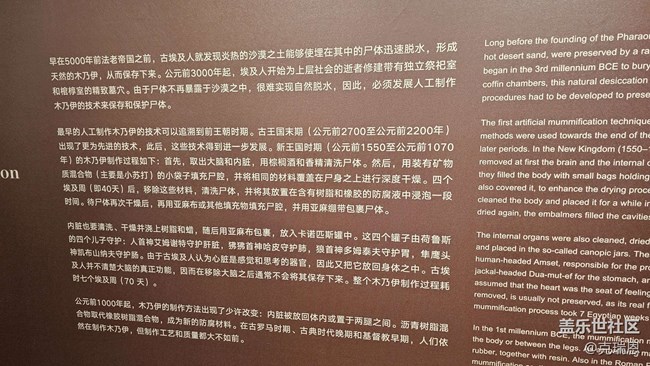 早在5000年前法老帝国之前，古埃及人就发现炎热的沙漠之土能够使埋在其中的尸体迅速脱水，形成
天然的木乃伊，从而保存下来。公元前3000年起，埃及人开始为上层社会的逝者修建带有独立祭祀室
和棺椁室的精致墓穴。由于尸体不再暴露于沙漠之中，很难实现自然脱水，因此，必须发展人工制作
木乃伊的技术来保存和保护尸体。
最早的人工制作木乃伊的技术可以追溯到前王朝时期。古王国末期（公元前2700至公元前2200年）
出现了更为先进的技术，此后，这些技术得到进一步发展。新王国时期（公元前1550至公元前1070
年）的木乃伊制作过程如下：首先，取出大脑和内脏，用棕榈酒和香精清洗尸体。然后，用装有矿物
质混合物（主要是小苏打）的小袋子填充尸腔，并将相同的材料覆盖在尸身之上进行深度干燥。四个
埃及周（即40天）后，移除这些材料，清洗尸体，并将其放置在含有树脂和橡胶的防腐液中浸泡一段
时间。待尸体再次干燥后，再用亚麻布或其他填充物填充尸腔，并用亚麻绷带包裹尸体。
内脏也要清洗、干燥并浇上树脂和蜡，随后用亚麻布包裹，放入卡诺匹斯罐中。这四个罐子由荷鲁斯
的四个儿子守护：人首神艾姆谢特守护肝脏，狒狒首神哈皮守护肺，狼首神多姆泰夫守护胃，隼鹰头
神凯布山纳夫守护肠。由于古埃及人认为心脏是感觉和思考的器官，因此又把它放回身体之中。古埃
及人并不清楚大脑的真正功能，因而在移除大脑之后通常不会将其保存下来。整个木乃伊制作过程耗
时七个埃及周（70 天）。
公元前1000年起，木乃伊的制作方法出现了少许改变：内脏被放回体内或置于两腿之间。沥青树脂混
合物取代橡胶树脂混合物，成为新的防腐材料。在古罗马时期、古典时代晚期和基督教早期，人们依
然在制作木乃伊，但制作工艺和质量都大不如前。
on
Long before the founding of the Pharao
hot desert sand, were preserved by a ra
began in the 3rd millennium BCE to bury
coffin chambers, this natural desiccation
procedures had to be developed to prese
The first artificial mummification technique
methods were used towards the end of the
later periods. In the New Kingdom (1550–1
removed at first the brain and the internal o
they filled the body with small bags holding
also covered it, to enhance the drying proce
cleaned the body and placed it for a while in
dried again, the embalmers filled the cavities
The internal organs were also cleaned, dried
and placed in the so-called canopic jars. The
human-headed Amset, responsible for the pro
jackal-headed Dua-mut-ef for the stomach, an
assumed that the heart was the seat of feeling
removed, is usually not preserved, as its real f
mummification process took 7 Egyptian weeks
In the 1st millennium BCE, the mummification m
the body or between the legs. A
rubber, together with resin. Also in the Roman P
盖乐世社区
@克瑞恩